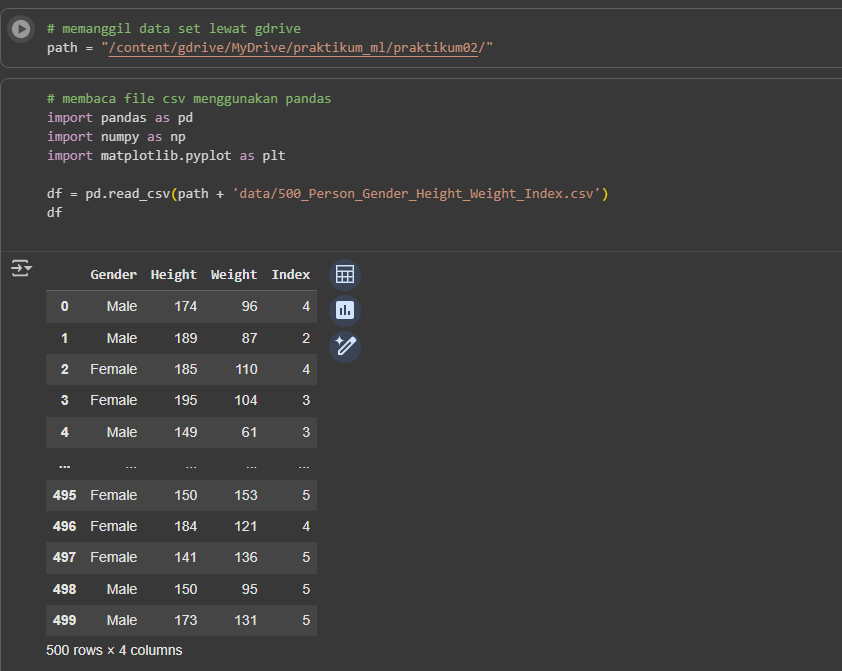 # memanggil data set lewat gdrive
path = "/content/gdrive/MyDrive/praktikum_ml/praktikum02/"
# membaca file csv menggunakan pandas
import pandas as pd
import numpy as np
import matplotlib.pyplot as plt
df = pd.read_csv(path + 'data/500_Person_Gender_Height_Weight_Index.csv')
df
Gender Height Weight Index
0 Male 174 96 4
1 Male 189 87 2
2 Female 185 110 4
3 Female 195 104 3
4 Male 149 61 3
... ... ... ... ...
495 Female 150 153 5
496 Female 184 121 4
497 Female 141 136 5
498 Male 150 95 5
499 Male 173 131 5
500 rows × 4 columns